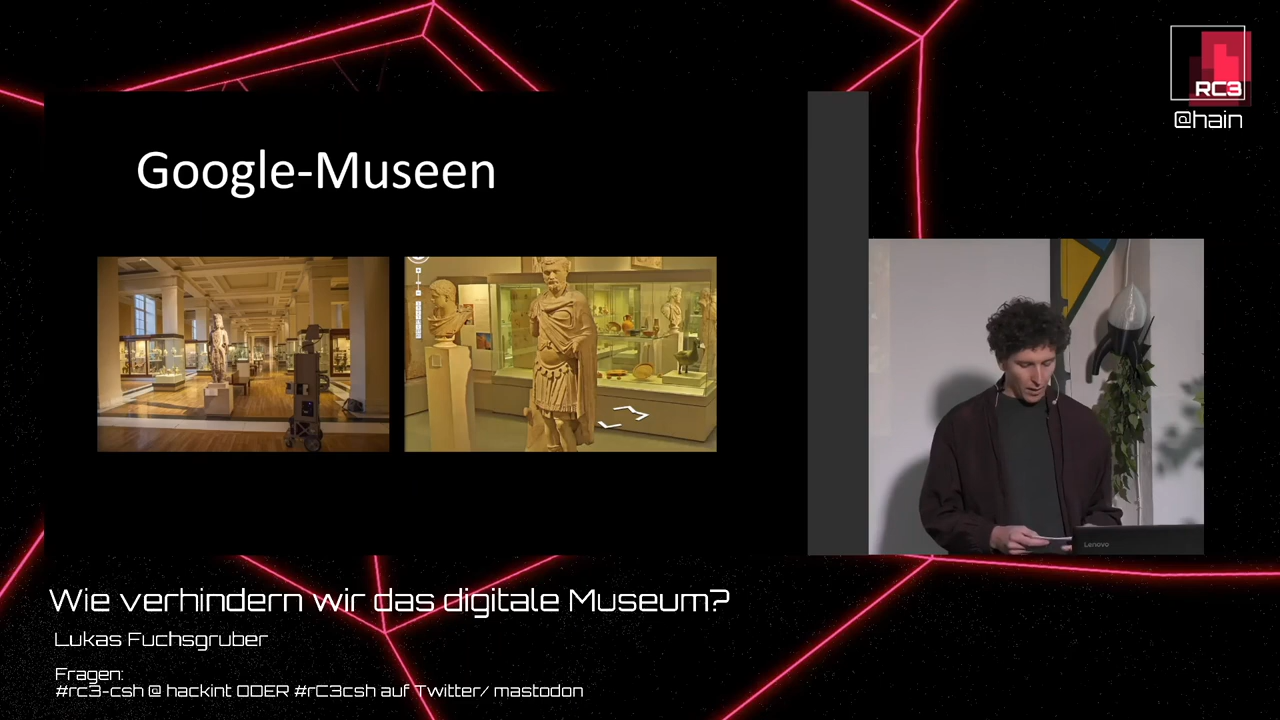 RC3
@hain
Google-Museen
Lenovo
Wie verhindern wir das digitale Museum?
Lukas Fuchsgruber
Fragen:
#rc3-csh @ hackint ODER #rC3csh auf Twitter/ mastodon